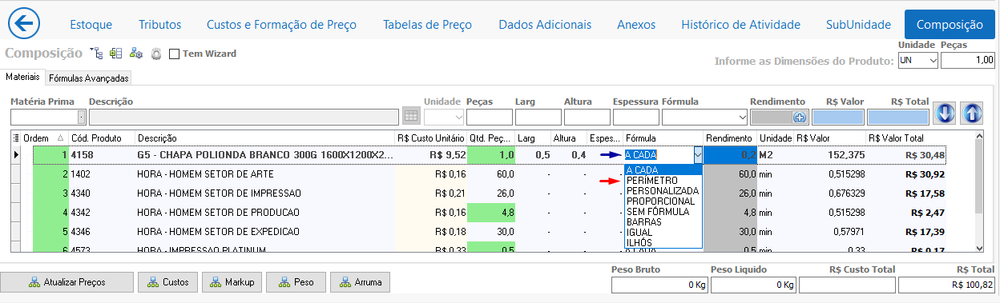 Estoque Tributos Custos e Formação de Preço Tabelas de Preço Dados Adicionais Anexos Histórico de Atividade SubUnidade Composição
Composição Tem Wizard Informe as Dimensões do Produto: Unidade Peças
UN 1,00
Materiais Fórmulas Avançadas
Matéria Prima Descrição Unidade Peças Larg Altura Espessura Fórmula Rendimento R$ Valor R$ Total
Ordem Cód. Produto Descrição R$ Custo Unitário Qtd. Peç... Larg Altura Espes... Fórmula Rendimento Unidade R$ Valor R$ Valor Total
1 4158 G5 - CHAPA POLIONDA BRANCO 300G 1600X1200X2... R$ 9,52 1,0 0,5 0,4 A CADA 0,2 M2 152,375 R$ 30,48
2 1402 HORA - HOMEM SETOR DE ARTE R$ 0,16 60,0 - - - A CADA 60,0 min 0,515298 R$ 30,92
PERÍMETRO
3 4340 HORA - HOMEM SETOR DE IMPRESSAO R$ 0,21 26,0 - - - PERSONALIZADA 26,0 min 0,676329 R$ 17,58
PROPORCIONAL
4 4342 HORA - HOMEM SETOR DE PRODUCAO R$ 0,16 4,8 - - - SEM FÓRMULA 4,8 min 0,515298 R$ 2,47
BARRAS
5 4346 HORA - HOMEM SETOR DE EXPEDICAO R$ 0,18 30,0 - - - IGUAL 30,0 min 0,57971 R$ 17,39
ILHÓS
6 4573 HORA - IMPRESSAO PLATINUM R$ 0,33 0,5 - - - A CADA 0,5 min 0,33 R$ 0,17
Atualizar Preços Custos Markup Peso Arruma
Peso Bruto Peso Liquido R$ Custo Total R$ Total
0 Kg 0 Kg R$ 100,82